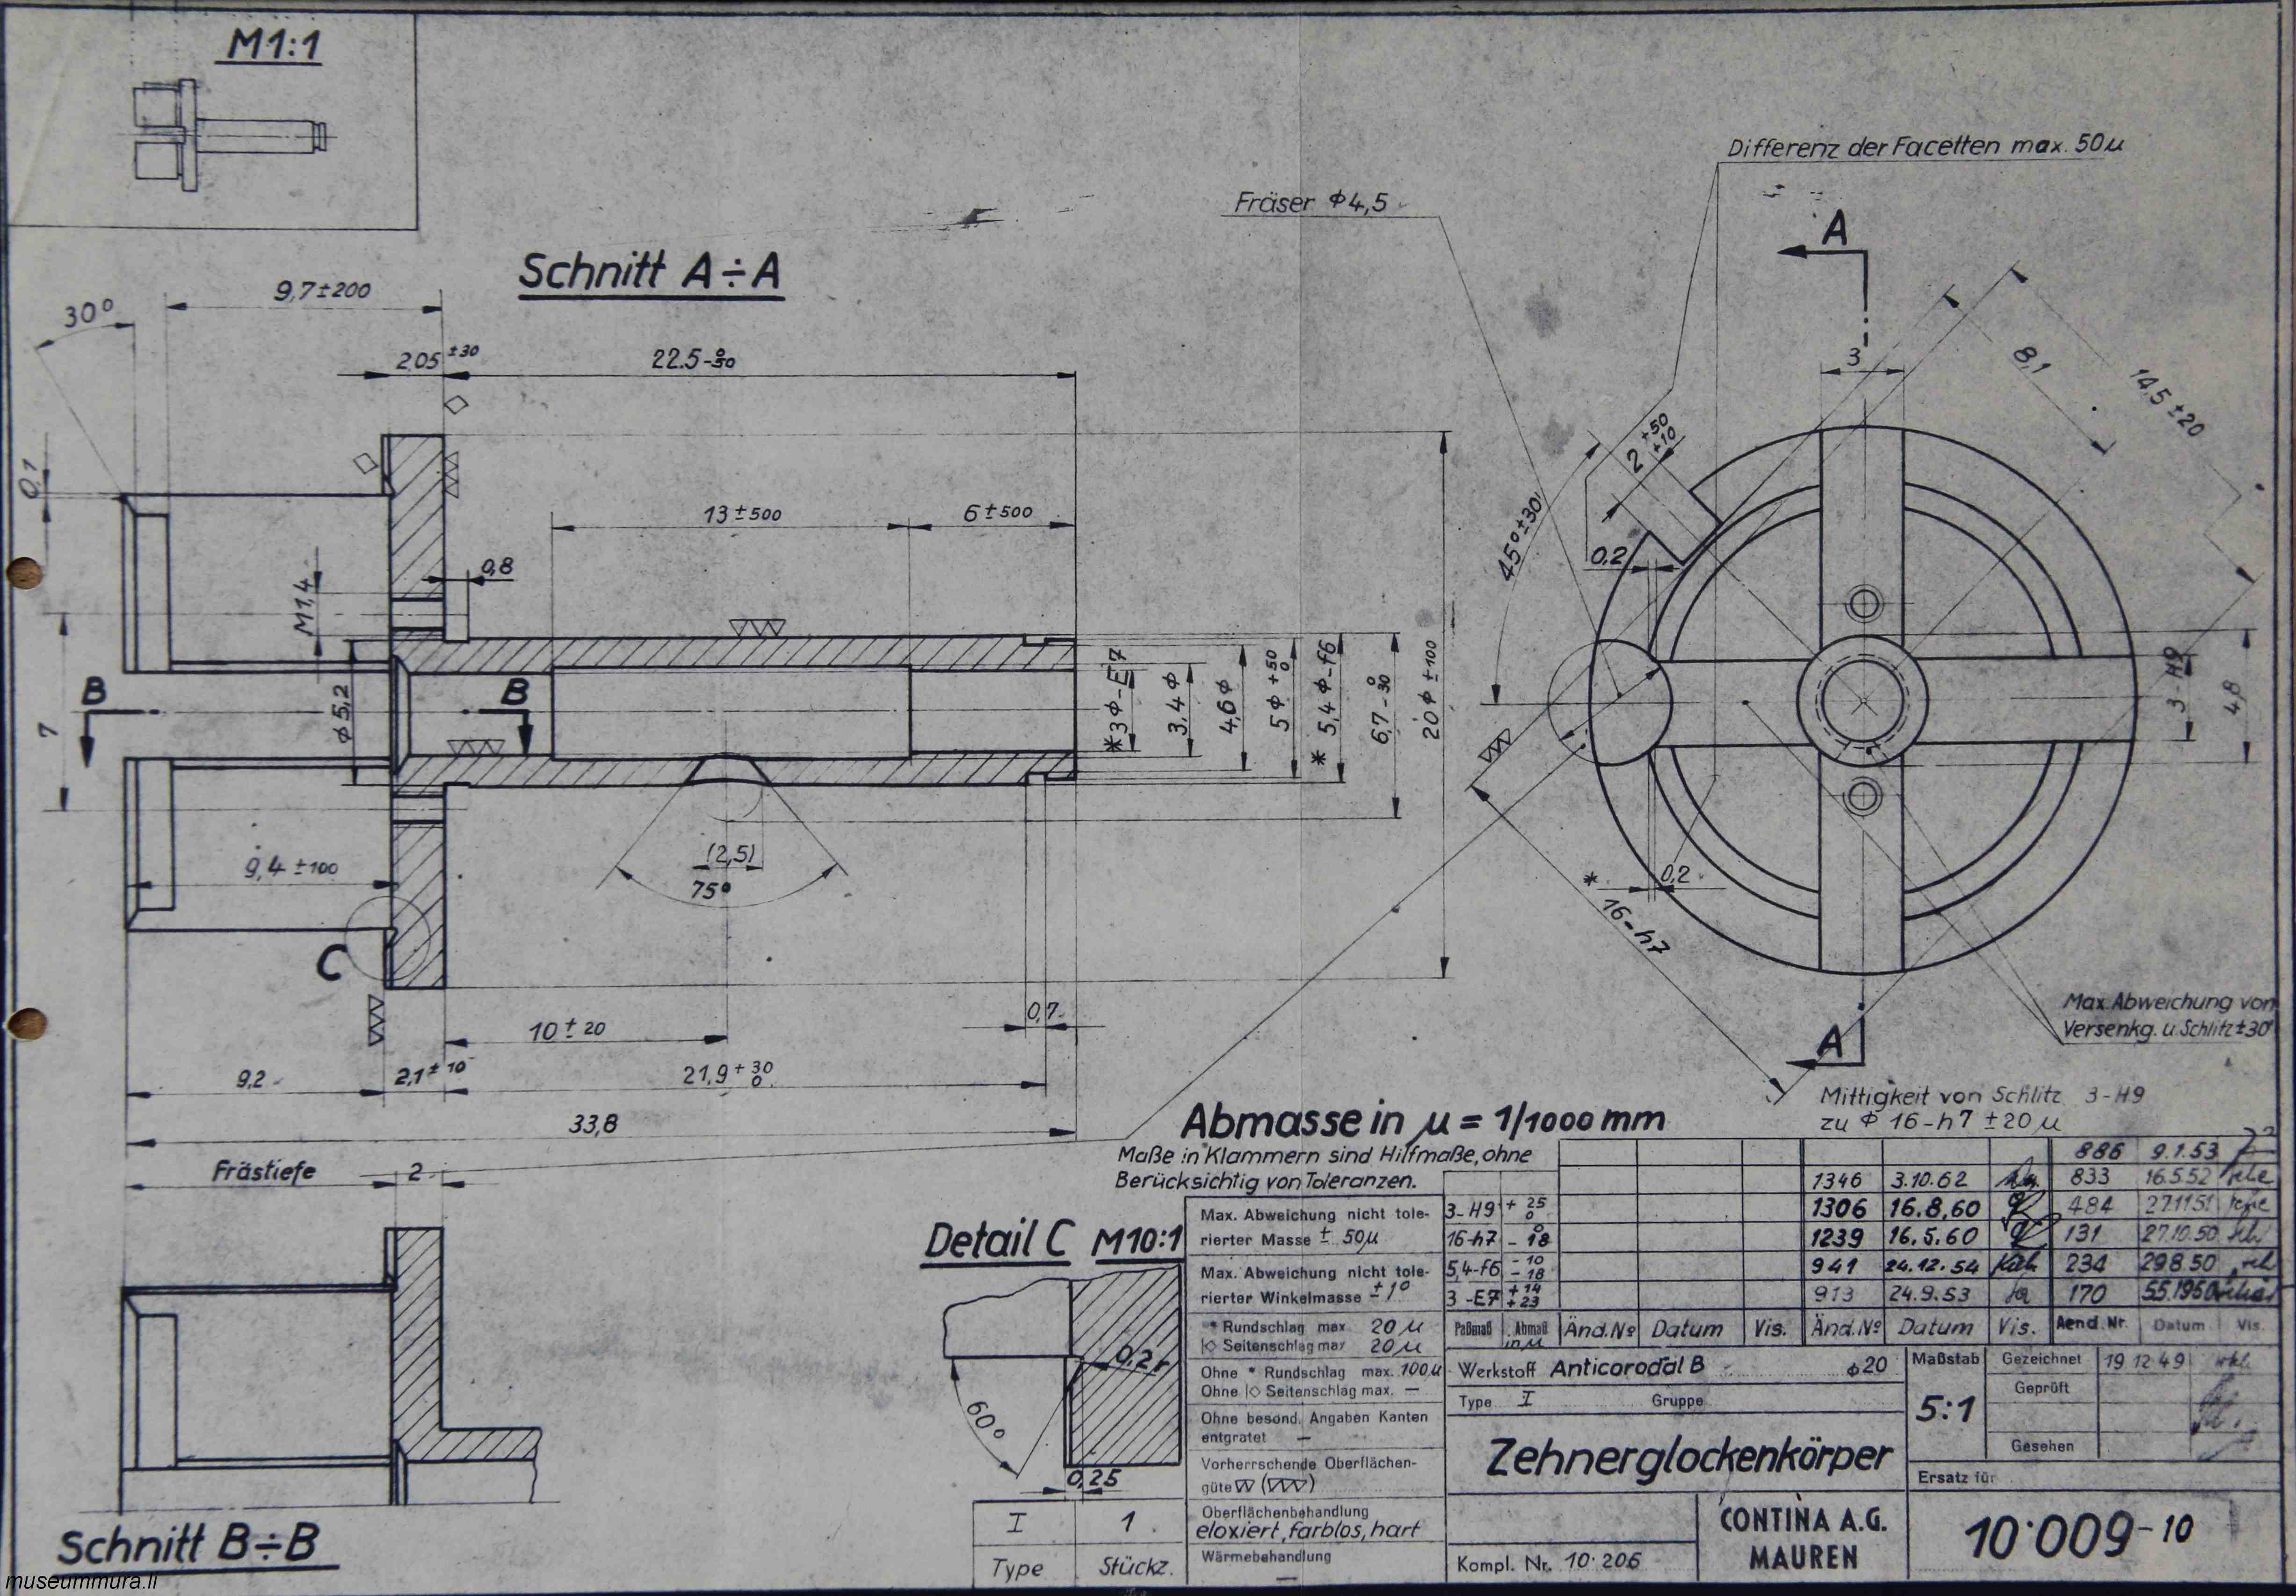 M1:1
Differenz der Facetten max. 50µ
Fräser ϕ4,5
A
Schnitt A÷A
9,7±200
30°
2,05 ±30
22.5 -0/50
3
8,1
14,5 ±20
2 +50 +10
0,1
13±500
6±500
45°±30'
0,2
0,8
M1,4
B
B
7
ϕ5,2
*3ϕ-E7
3,4ϕ
4,6ϕ
5ϕ +50 0
* 5,4ϕ-f6
6,7 -0 30
20ϕ ±100
3-H9
4,8
(2,5)
75°
9,4 ±100
C
* 0,2
16-h7
10 ± 20
0,7
Max. Abweichung von
Versenkg. u. Schlitz ±30'
A
9,2
2,1± 10
21,9 + 30 0
33,8
Mittigkeit von Schlitz 3-H9
zu ϕ 16-h7 ±20 µ
Abmasse in µ = 1/1000 mm
Maße in Klammern sind Hilfmaße, ohne
Berücksichtig von Toleranzen.
Frästiefe
2
886 9.1.53
1346 3.10.62 833 16.5.52
1306 16.8.60 484 27.11.51
1239 16.5.60 131 27.10.50
941 24.12.54 234 29.8.50
913 24.9.53 170 5.5.1950
Änd.Nº Datum Vis. Änd.Nº Datum Vis. Aend.Nr. Datum Vis.
Detail C M10:1
0,2 r
60°
0,25
Max. Abweichung nicht tole-
rierter Masse ± 50µ
Max. Abweichung nicht tole-
rierter Winkelmasse ±1°
* Rundschlag max 20 µ
|◇ Seitenschlag max 20 µ
Ohne * Rundschlag max. 100µ
Ohne |◇ Seitenschlag max. —
Ohne besond. Angaben Kanten
entgratet —
Vorherrschende Oberflächen-
güte ▽▽ (▽▽▽)
Oberflächenbehandlung
eloxiert, farblos, hart
Wärmebehandlung
—
3-H9 + 25 0
16-h7 - 0 18
5,4-f6 - 10 - 18
3-E7 + 14 + 23
Paßmaß Abmaß in µ
Werkstoff Anticorodal B ϕ20
Type I Gruppe
Zehnerglockenkörper
Kompl. Nr. 10·206
CONTINA A.G.
MAUREN
Maßstab
5:1
Gezeichnet 19 12 49
Geprüft
Gesehen
Ersatz für
10·009-10
I 1
Type Stückz.
Schnitt B÷B
museummura.li